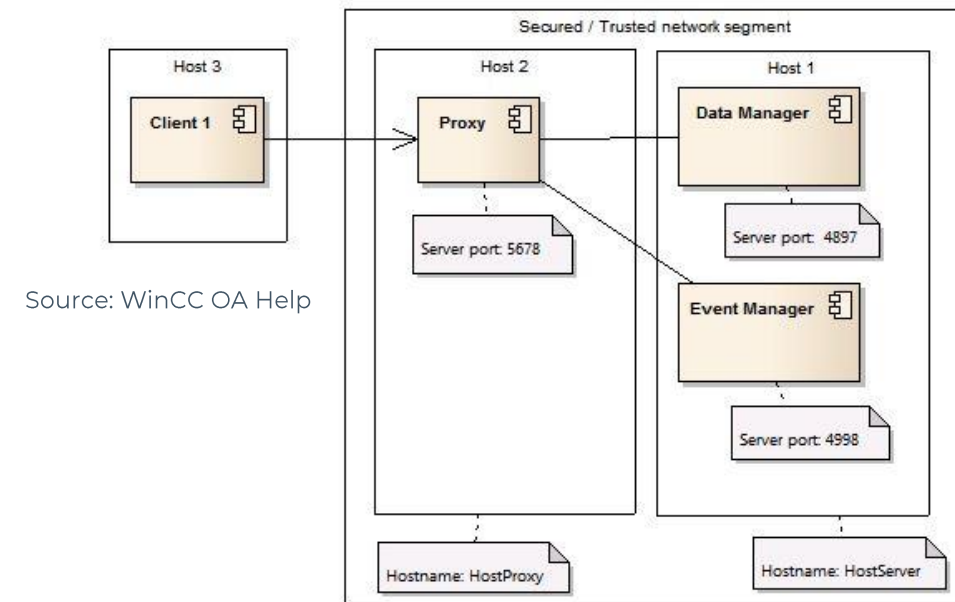 Secured / Trusted network segment
Host 3
Host 2
Host 1
Client 1
Proxy
Data Manager
Server port: 5678
Server port: 4897
Source: WinCC OA Help
Event Manager
Server port: 4998
Hostname: HostProxy
Hostname: HostServer